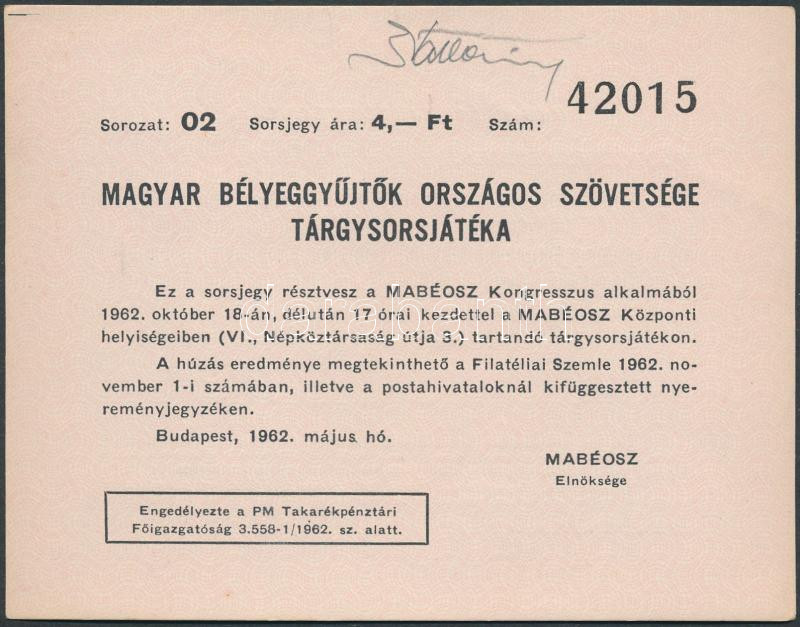 42015
Sorozat: 02 Sorsjegy ára: 4,— Ft Szám:
MAGYAR BÉLYEGGYŰJTŐK ORSZÁGOS SZÖVETSÉGE
TÁRGYSORSJÁTÉKA
Ez a sorsjegy résztvesz a MABÉOSZ Kongresszus alkalmából
1962. október 18-án, délután 17 órai kezdettel a MABÉOSZ Központi
helyiségeiben (VI., Népköztársaság útja 3.) tartandó tárgysorsjátékon.
A húzás eredménye megtekinthető a Filatéliai Szemle 1962. no-
vember 1-i számában, illetve a postahivataloknál kifüggesztett nye-
reményjegyzéken.
Budapest, 1962. május hó.
MABÉOSZ
Elnöksége
Engedélyezte a PM Takarékpénztári
Főigazgatóság 3.558-1/1962. sz. alatt.
darabanth